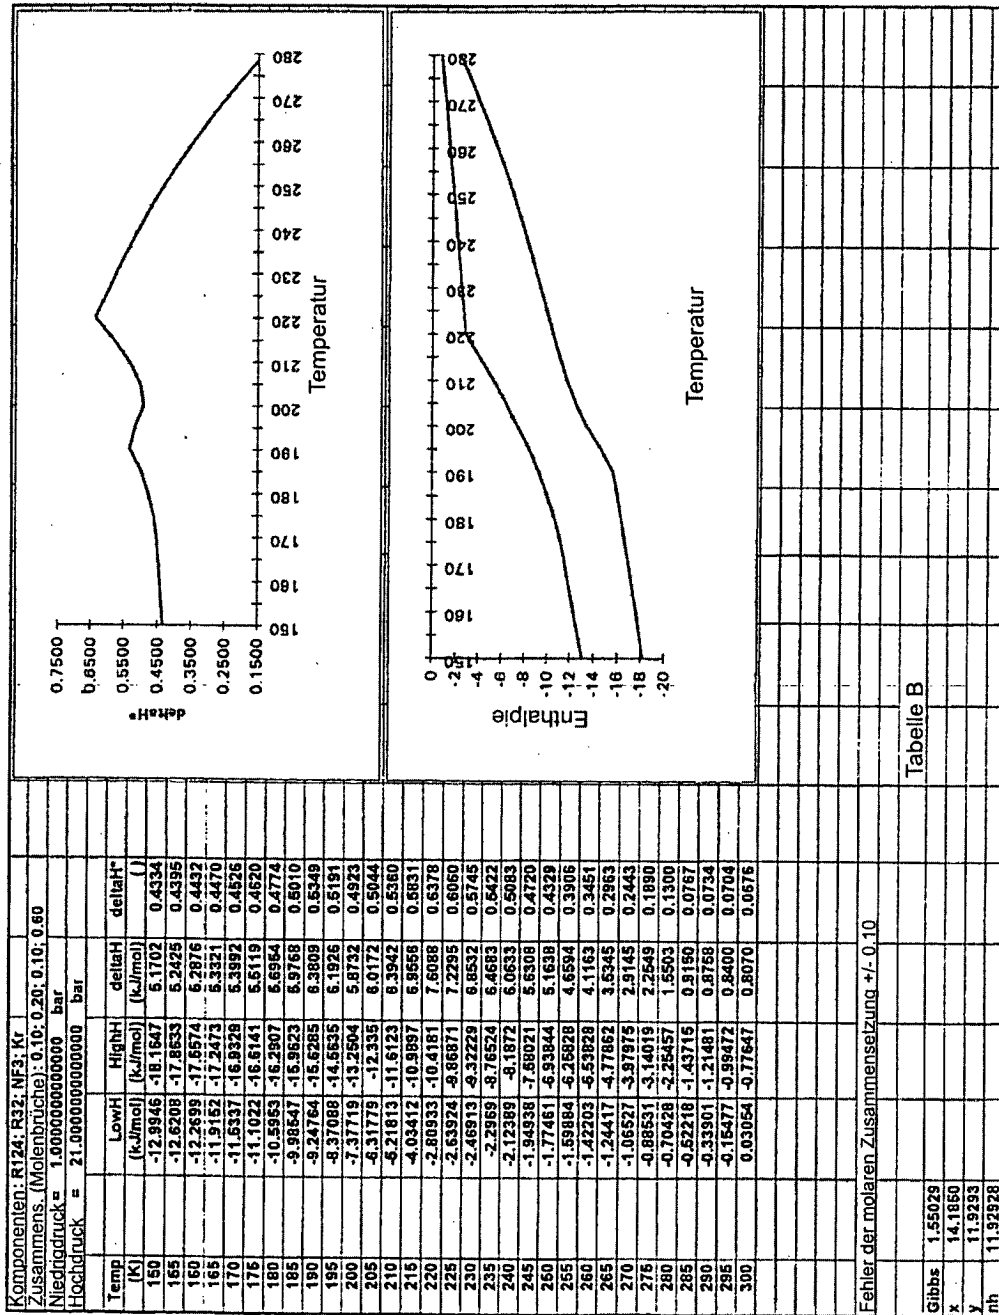 Komponenten: R124; R32; NF3; Kr
Zusammens. (Molenbrüche): 0.10; 0.20; 0.10; 0.60
Niedrigdruck = 1.00000000000000 bar
Hochdruck = 21.0000000000000 bar
Temp LowH HighH deltaH deltaH*
(K) (kJ/mol) (kJ/mol) (kJ/mol) ( )
150 -12.9946 -18.1647 5.1702 0.4334
155 -12.6208 -17.8633 5.2425 0.4395
160 -12.2699 -17.5574 5.2876 0.4432
165 -11.9152 -17.2473 5.3321 0.4470
170 -11.5337 -16.9329 5.3992 0.4526
175 -11.1022 -16.6141 5.5119 0.4620
180 -10.5953 -16.2907 5.6954 0.4774
185 -9.98547 -15.9623 5.9768 0.5010
190 -9.24764 -15.6285 6.3809 0.5349
195 -8.37088 -14.5635 6.1926 0.5191
200 -7.37719 -13.2504 5.8732 0.4923
205 -6.31779 -12.335 6.0172 0.5044
210 -5.21813 -11.6123 6.3942 0.5360
215 -4.03412 -10.9897 6.9556 0.5831
220 -2.80933 -10.4181 7.6088 0.6378
225 -2.63924 -9.86871 7.2295 0.6060
230 -2.46913 -9.32229 6.8532 0.5745
235 -2.2969 -8.76524 6.4683 0.5422
240 -2.12389 -8.1872 6.0633 0.5083
245 -1.94938 -7.58021 5.6308 0.4720
250 -1.77461 -6.93844 5.1638 0.4329
255 -1.59884 -6.25828 4.6594 0.3906
260 -1.42203 -5.53828 4.1163 0.3451
265 -1.24417 -4.77862 3.5345 0.2963
270 -1.06527 -3.97975 2.9145 0.2443
275 -0.88531 -3.14019 2.2549 0.1890
280 -0.70428 -2.25457 1.5503 0.1300
285 -0.52218 -1.43715 0.9150 0.0767
290 -0.33901 -1.21481 0.8758 0.0734
295 -0.15477 -0.99472 0.8400 0.0704
300 0.03054 -0.77647 0.8070 0.0676
Fehler der molaren Zusammensetzung +/- 0.10
Gibbs 1.55029
x 14.1850
y 11.9293
hh 11.92928
Tabelle B
deltaH*
0.7500
0.6500
0.5500
0.4500
0.3500
0.2500
0.1500
150 160 170 180 190 200 210 220 230 240 250 260 270 280
Temperatur
Enthalpie
0
-2
-4
-6
-8
-10
-12
-14
-16
-18
-20
150 160 170 180 190 200 210 220 230 240 250 260 270 280
Temperatur